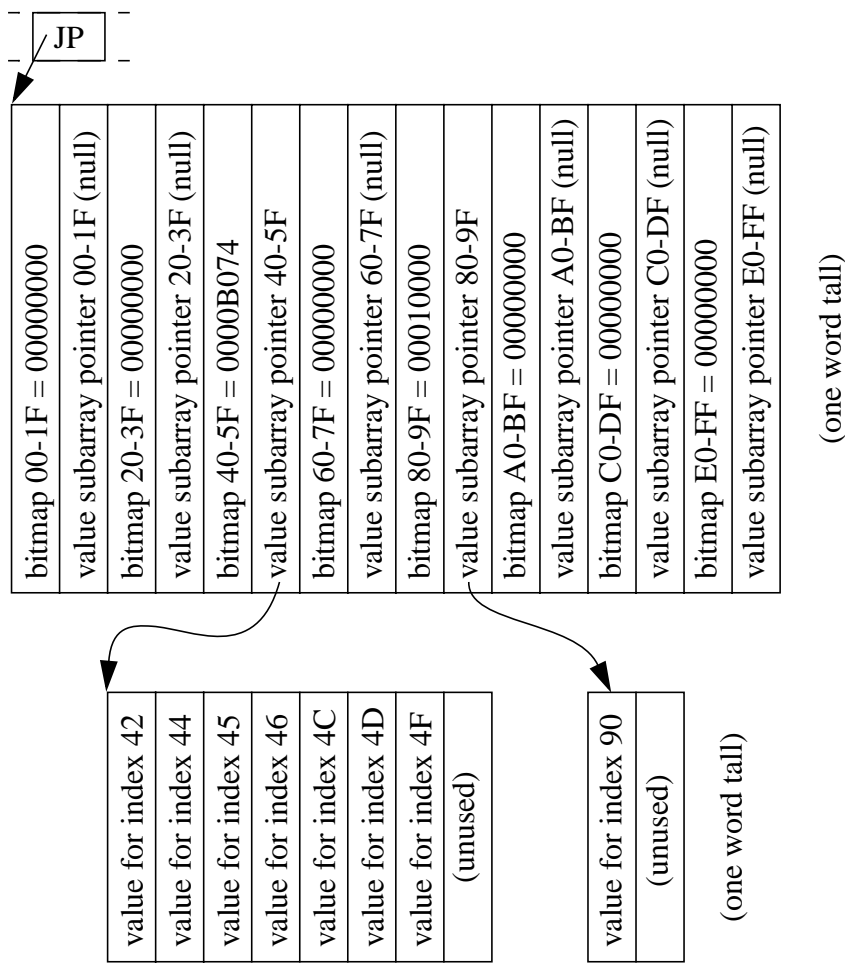 JP
bitmap 00-1F = 00000000
value subarray pointer 00-1F (null)
bitmap 20-3F = 00000000
value subarray pointer 20-3F (null)
bitmap 40-5F = 0000B074
value subarray pointer 40-5F
bitmap 60-7F = 00000000
value subarray pointer 60-7F (null)
bitmap 80-9F = 00010000
value subarray pointer 80-9F
bitmap A0-BF = 00000000
value subarray pointer A0-BF (null)
bitmap C0-DF = 00000000
value subarray pointer C0-DF (null)
bitmap E0-FF = 00000000
value subarray pointer E0-FF (null)
(one word tall)
value for index 42
value for index 44
value for index 45
value for index 46
value for index 4C
value for index 4D
value for index 4F
(unused)
value for index 90
(unused)
(one word tall)